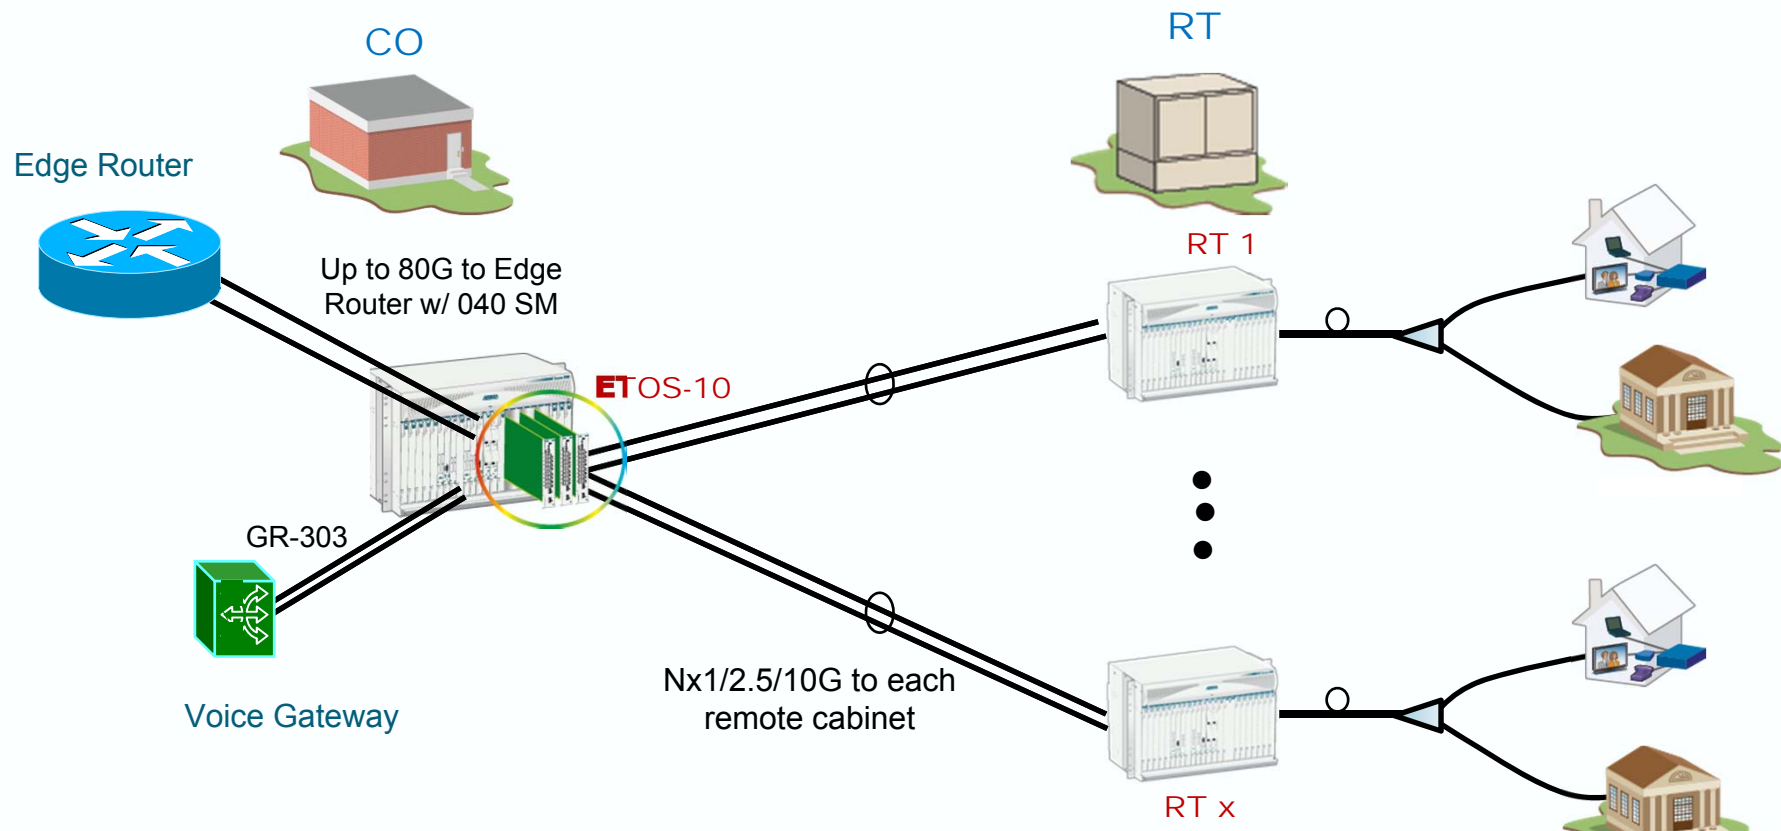 CO
RT
Edge Router
Up to 80G to Edge
Router w/ 040 SM
RT 1
ETOS-10
GR-303
Nx1/2.5/10G to each
remote cabinet
Voice Gateway
RT x